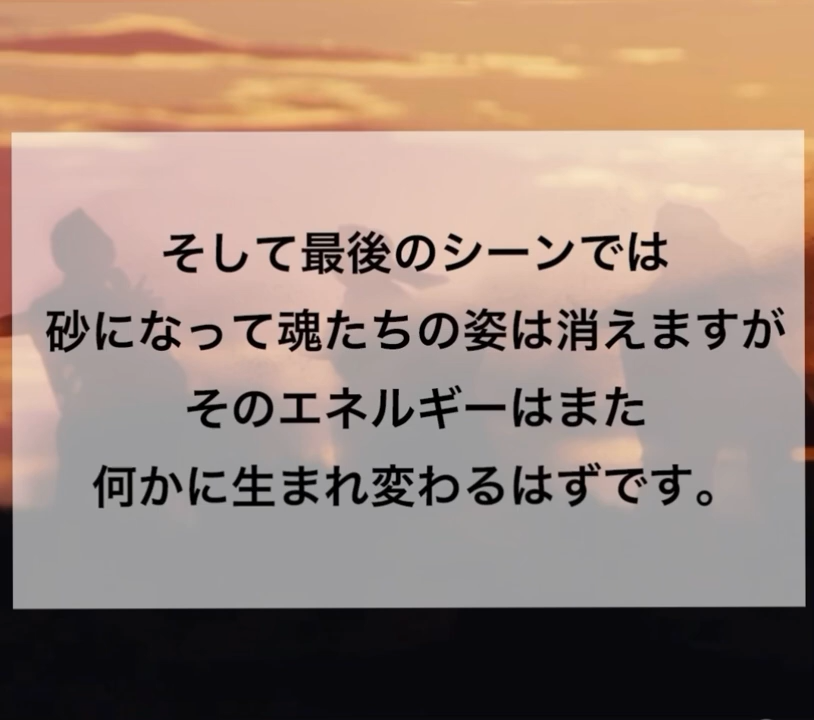 そして最後のシーンでは
砂になって魂たちの姿は消えますが
そのエネルギーはまた
何かに生まれ変わるはずです。